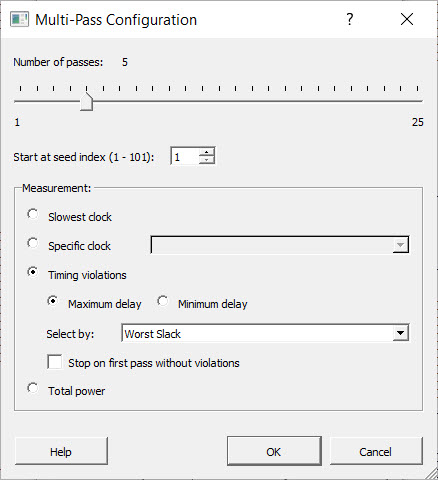 Multi-Pass Configuration ?
Number of passes: 5
1 25
Start at seed index (1 - 101): 1
Measurement:
Slowest clock
Specific clock
Timing violations
Maximum delay Minimum delay
Select by: Worst Slack
Stop on first pass without violations
Total power
Help OK Cancel